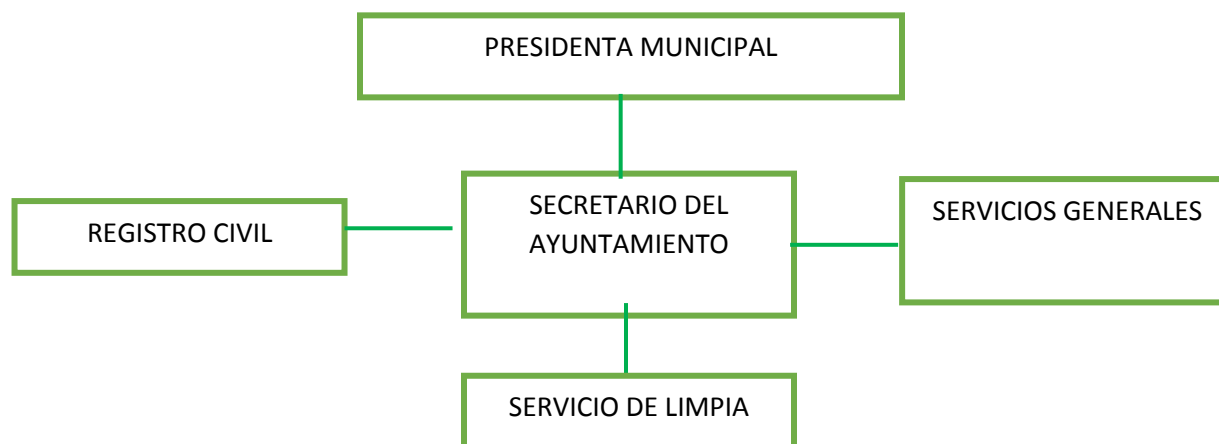 PRESIDENTA MUNICIPAL
REGISTRO CIVIL
SECRETARIO DEL
AYUNTAMIENTO
SERVICIOS GENERALES
SERVICIO DE LIMPIA